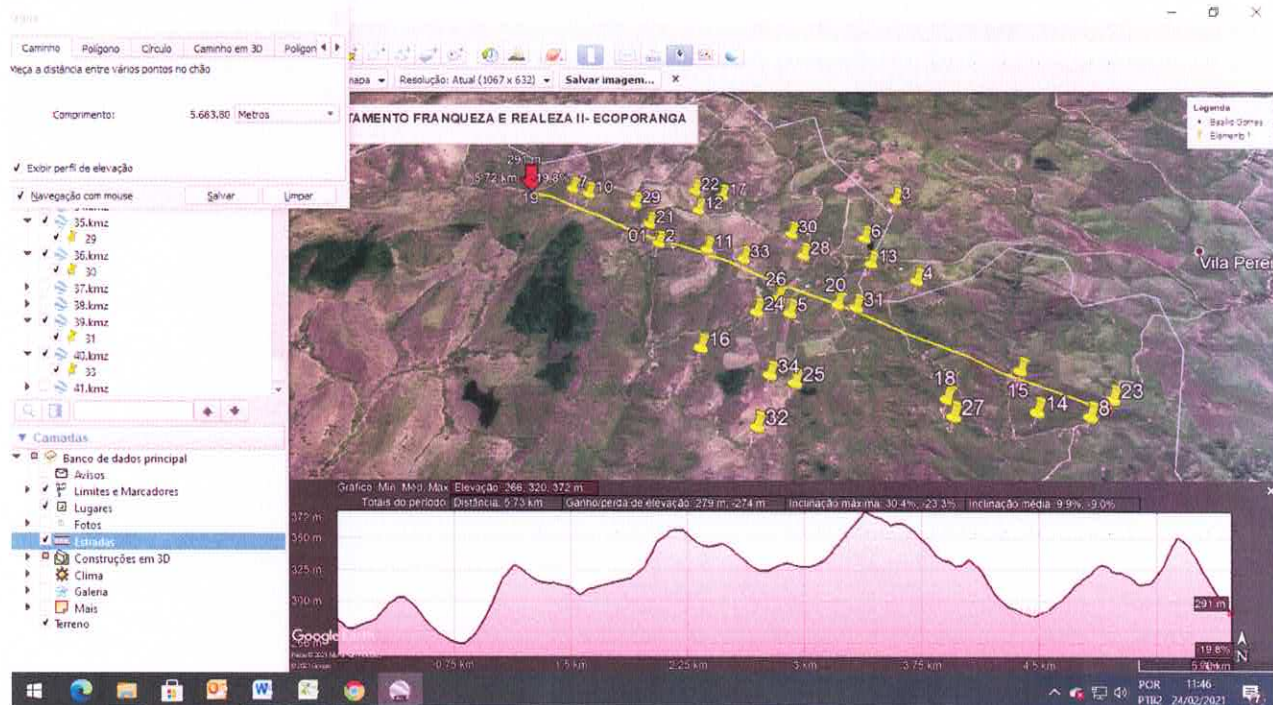 Caminho Polígono Círculo Caminho em 3D Polígon
Meça a distância entre vários pontos no chão
Comprimento: 5.683,80 Metros
Exibir perfil de elevação
Navegação com mouse Salvar Limpar
Resolução: Atual (1067 x 632) Salvar imagem...
TAMENTO FRANQUEZA E REALEZA II- ECOPORANGA
Legenda
Basílio Gomes
Elemento 1
291 m
5.72 km 19.8%
19
7
10
29
22
17
12
3
21
01
2
11
33
30
28
6
13
4
Vila Perei
26
24
5
20
31
16
34
25
32
18
27
15
14
8
23
35.kmz
29
36.kmz
30
37.kmz
38.kmz
39.kmz
31
40.kmz
33
41.kmz
Camadas
Banco de dados principal
Avisos
Limites e Marcadores
Lugares
Fotos
Estradas
Construções em 3D
Clima
Galeria
Mais
Terreno
Gráfico: Mín, Méd, Máx Elevação: 266, 320, 372 m
Totais do período: Distância: 5.73 km Ganho/perda de elevação: 279 m, -274 m Inclinação máxima: 30.4%, -23.3% Inclinação média: 9.9%, -9.0%
372 m
350 m
325 m
300 m
266 m
291 m
19.8%
Google Earth
0.75 km 1.5 km 2.25 km 3 km 3.75 km 4.5 km
N
POR 11:46
PTB2 24/02/2021